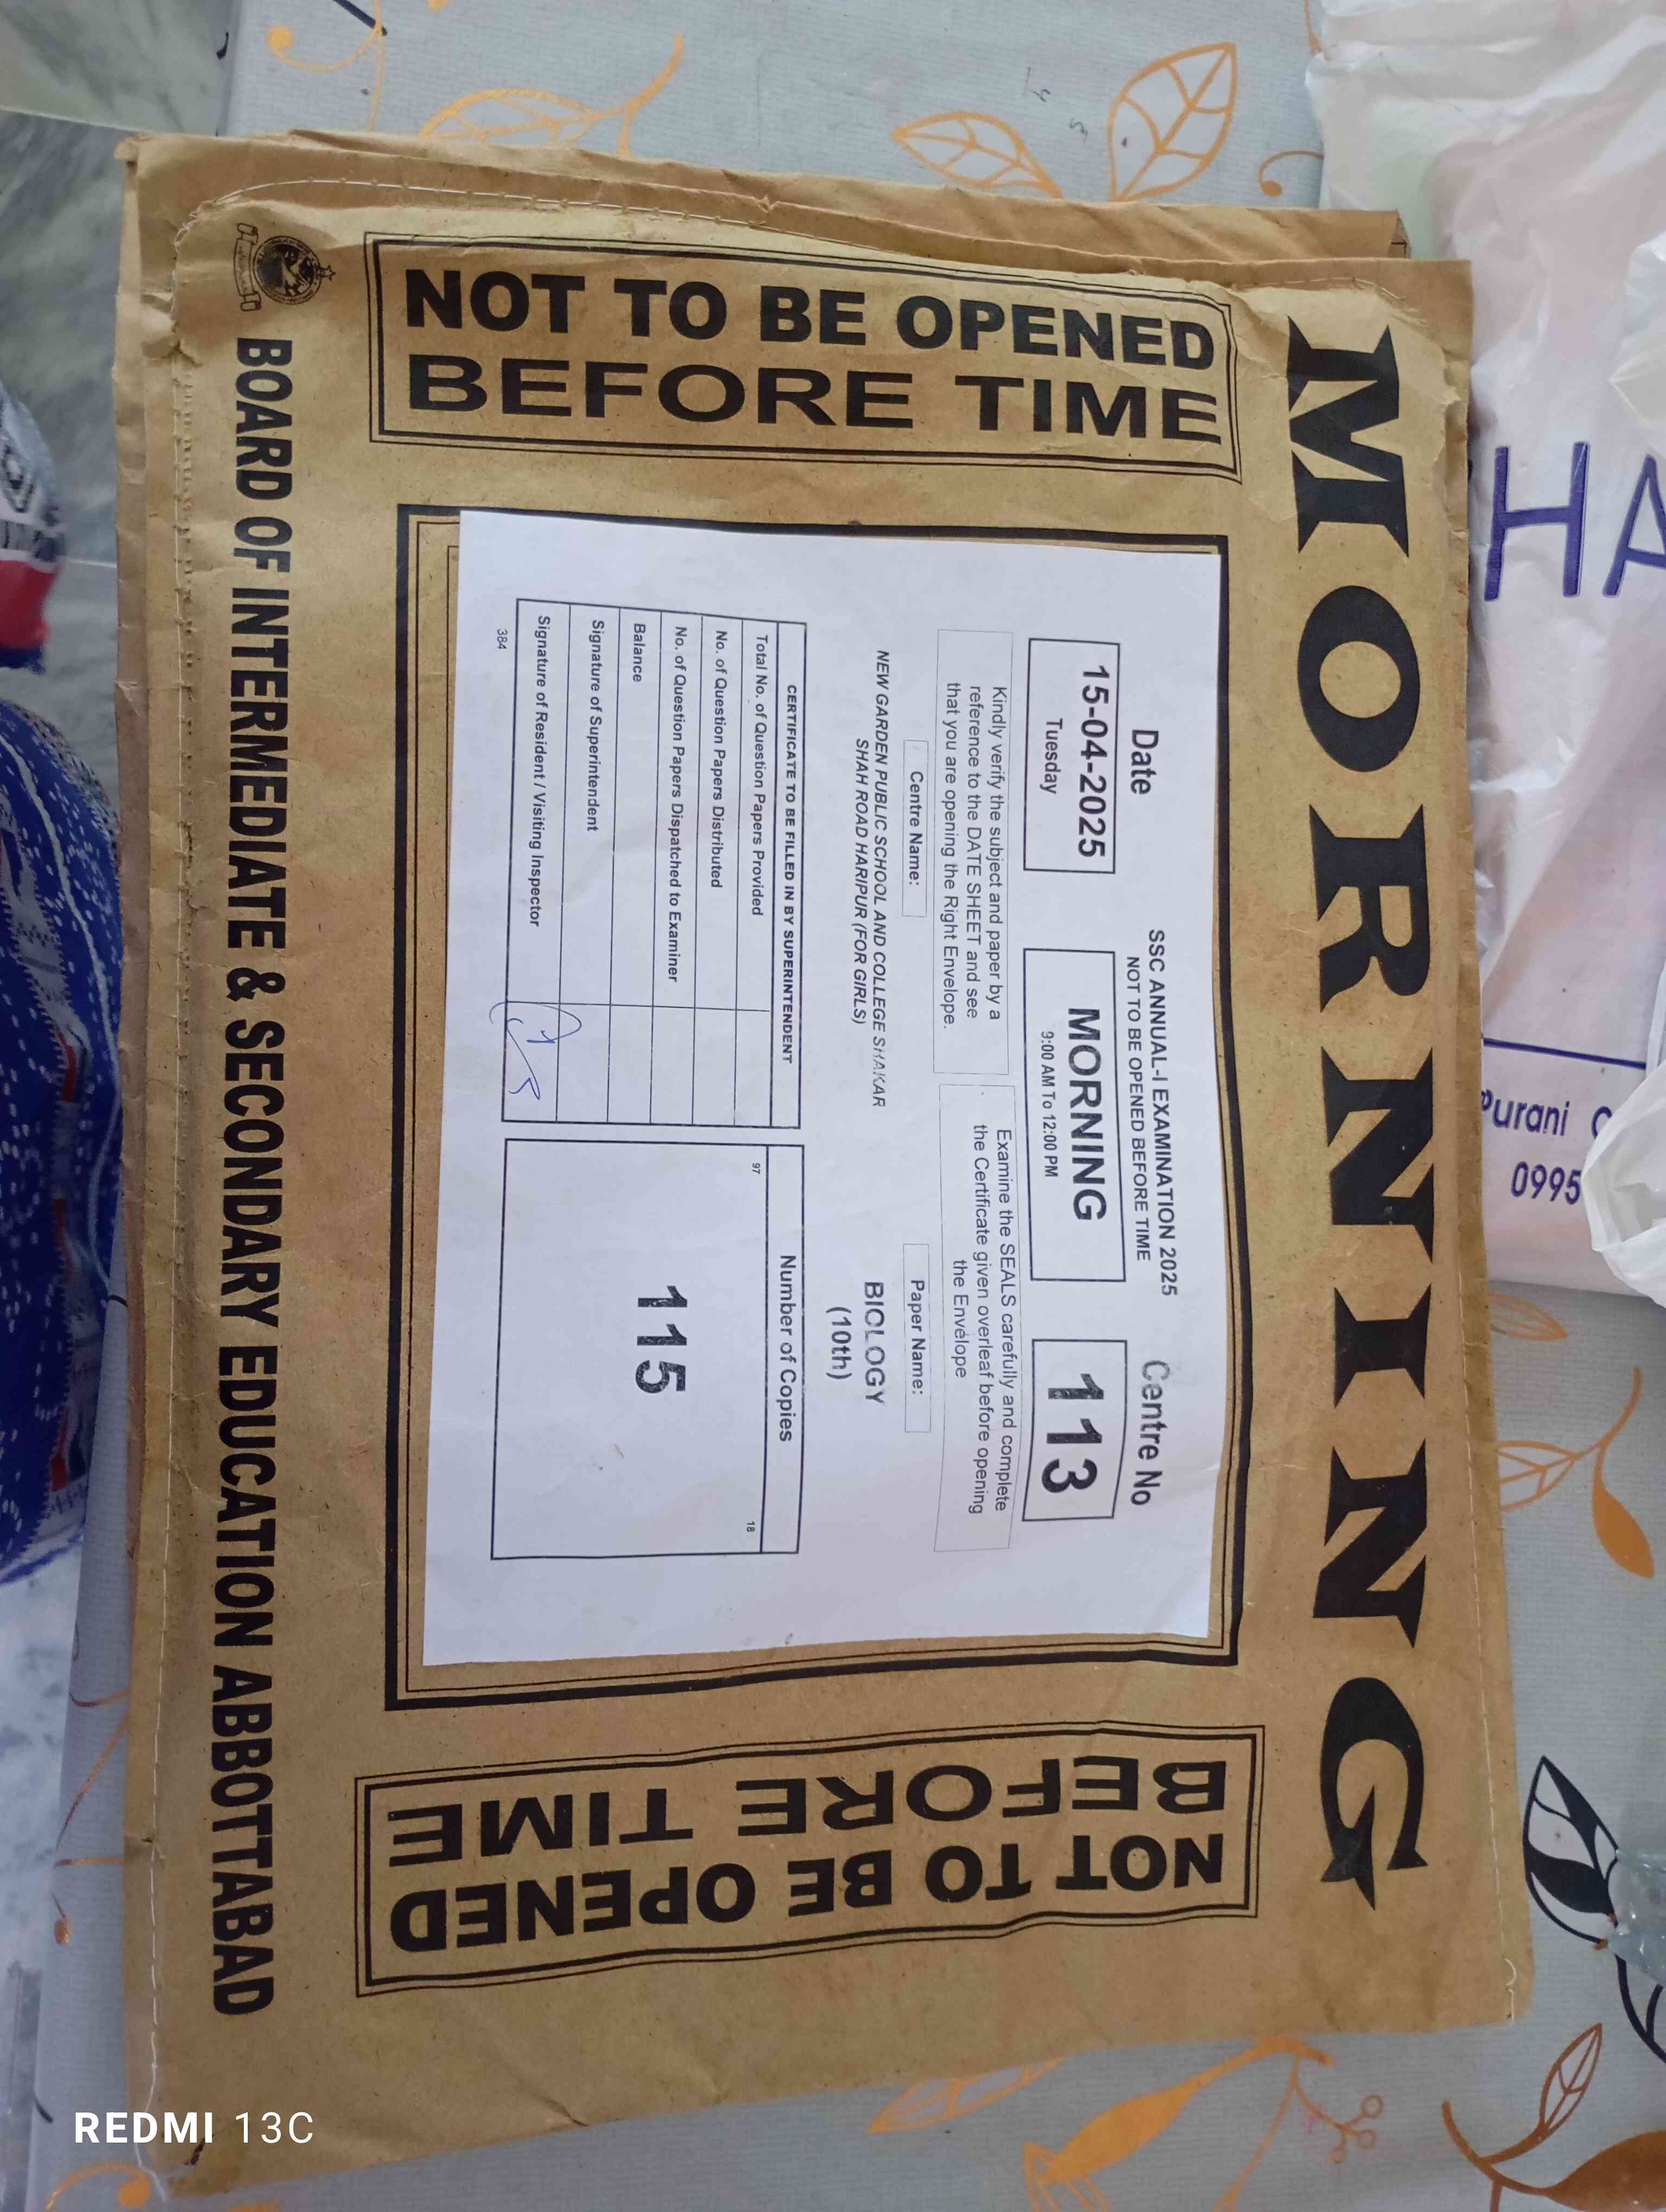 MORNING
NOT TO BE OPENED
BEFORE TIME
Date
15-04-2025
Tuesday
SSC ANNUAL-I EXAMINATION 2025
NOT TO BE OPENED BEFORE TIME
MORNING
9:00 AM To 12:00 PM
Centre No
113
Kindly verify the subject and paper by a
reference to the DATE SHEET and see
that you are opening the Right Envelope.
Examine the SEALS carefully and complete
the Certificate given overleaf before opening
the Envelope
Centre Name:
NEW GARDEN PUBLIC SCHOOL AND COLLEGE SHAKAR
SHAH ROAD HARIPUR (FOR GIRLS)
Paper Name:
BIOLOGY
(10th)
CERTIFICATE TO BE FILLED IN BY SUPERINTENDENT
Total No. of Question Papers Provided
No. of Question Papers Distributed
No. of Question Papers Dispatched to Examiner
Balance
Signature of Superintendent
Signature of Resident / Visiting Inspector
384
Number of Copies
97
18
115
NOT TO BE OPENED
BEFORE TIME
BOARD OF INTERMEDIATE & SECONDARY EDUCATION ABBOTTABAD
HA
Purani
0995
REDMI 13C